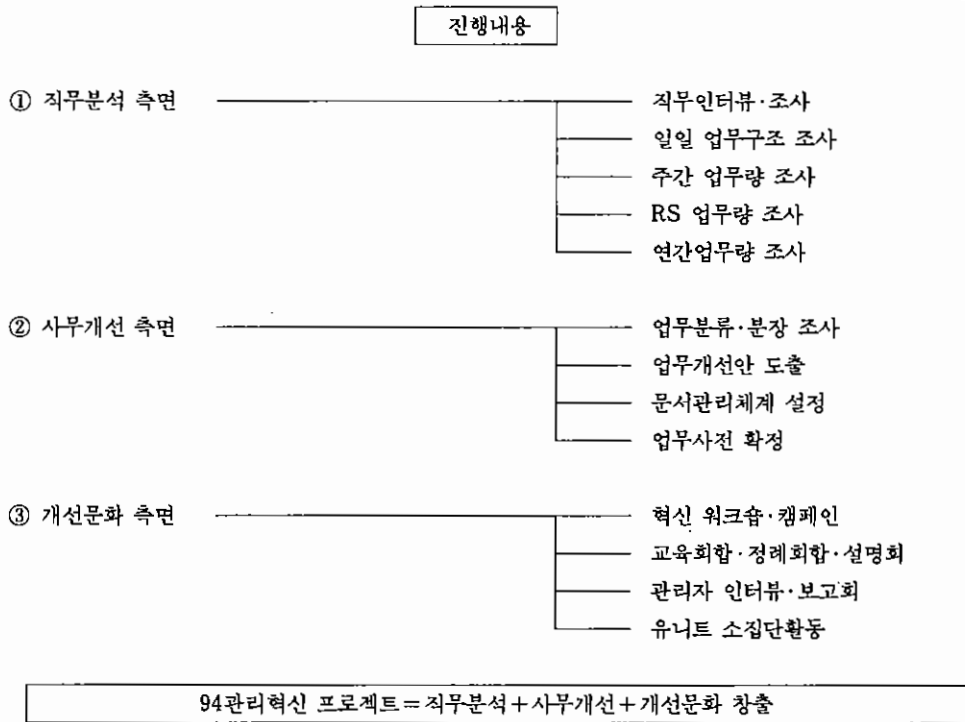 진행내용
① 직무분석 측면
직무인터뷰·조사
일일 업무구조 조사
주간 업무량 조사
RS 업무량 조사
연간업무량 조사
② 사무개선 측면
업무분류·분장 조사
업무개선안 도출
문서관리체계 설정
업무사전 확정
③ 개선문화 측면
혁신 워크숍·캠페인
교육회합·정례회합·설명회
관리자 인터뷰·보고회
유니트 소집단활동
94관리혁신 프로젝트=직무분석+사무개선+개선문화 창출